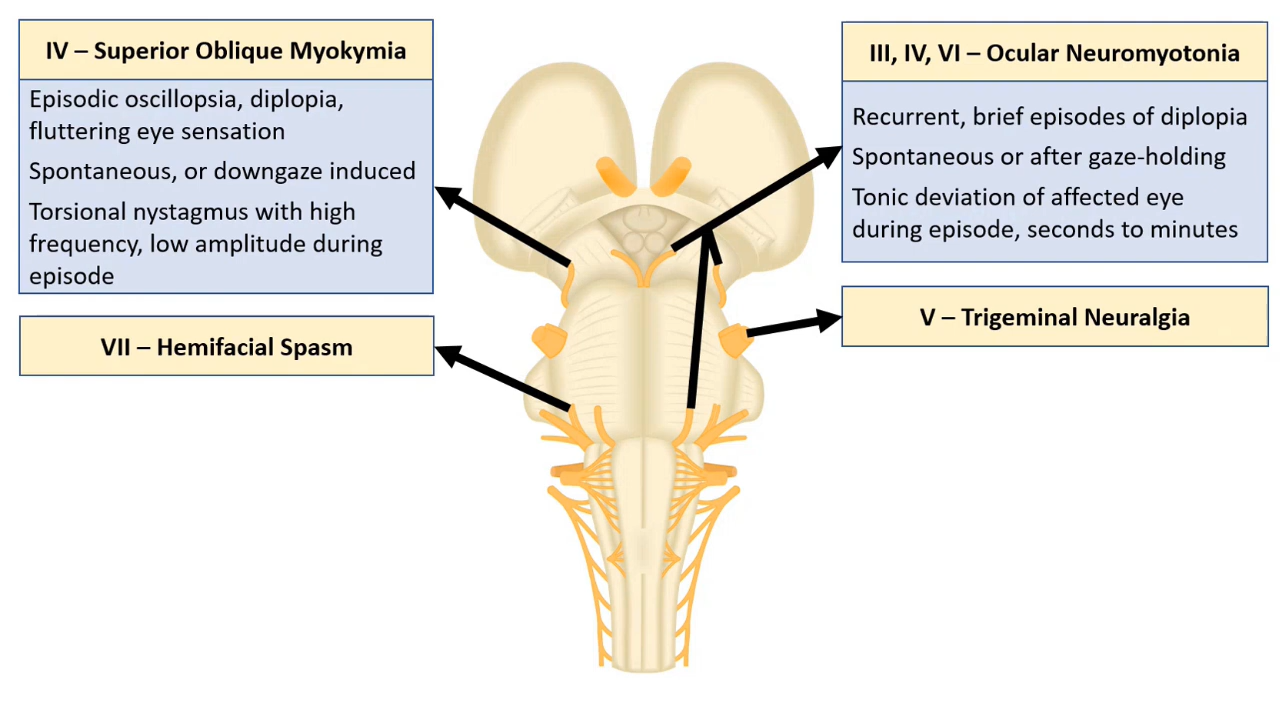 IV – Superior Oblique Myokymia
Episodic oscillopsia, diplopia,
fluttering eye sensation
Spontaneous, or downgaze induced
Torsional nystagmus with high
frequency, low amplitude during
episode
VII – Hemifacial Spasm
III, IV, VI – Ocular Neuromyotonia
Recurrent, brief episodes of diplopia
Spontaneous or after gaze-holding
Tonic deviation of affected eye
during episode, seconds to minutes
V – Trigeminal Neuralgia